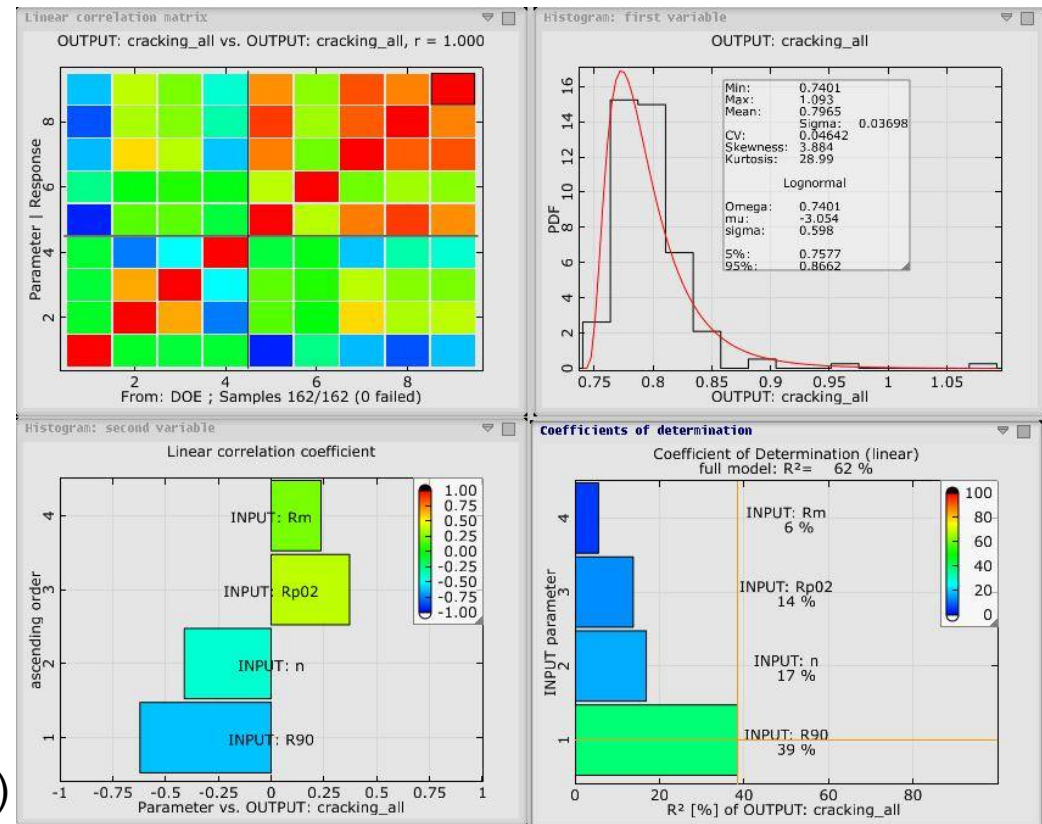 Linear correlation matrix
OUTPUT: cracking_all vs. OUTPUT: cracking_all, r = 1.000
Parameter | Response
8
6
4
2
2 4 6 8
From: DOE ; Samples 162/162 (0 failed)
Histogram: first variable
OUTPUT: cracking_all
PDF
16
14
12
10
8
6
4
2
0
Min: 0.7401
Max: 1.093
Mean: 0.7965
Sigma: 0.03698
CV: 0.04642
Skewness: 3.884
Kurtosis: 28.99
Lognormal
Omega: 0.7401
mu: -3.054
sigma: 0.598
5%: 0.7577
95%: 0.8662
0.75 0.8 0.85 0.9 0.95 1 1.05
OUTPUT: cracking_all
Histogram: second variable
Linear correlation coefficient
ascending order
4
3
2
1
INPUT: Rm
INPUT: Rp02
INPUT: n
INPUT: R90
1.00
0.75
0.50
0.25
0.00
-0.25
-0.50
-0.75
-1.00
-1 -0.75 -0.5 -0.25 0 0.25 0.5 0.75 1
Parameter vs. OUTPUT: cracking_all
Coefficients of determination
Coefficient of Determination (linear)
full model: R²= 62 %
INPUT parameter
4
3
2
1
INPUT: Rm
6 %
INPUT: Rp02
14 %
INPUT: n
17 %
INPUT: R90
39 %
100
80
60
40
20
0
0 20 40 60 80
R² [%] of OUTPUT: cracking_all
)